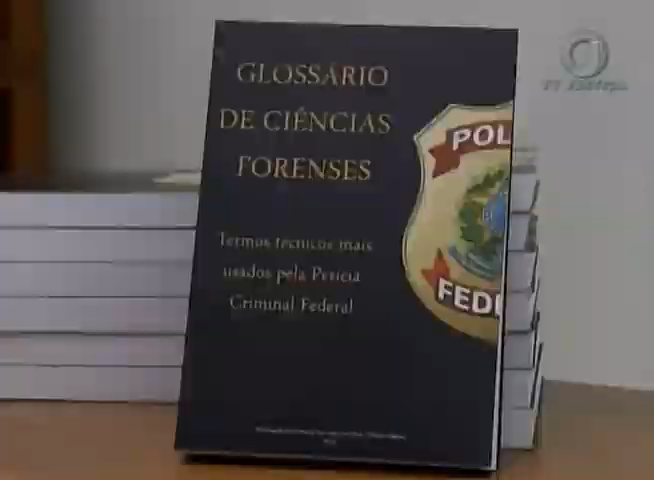 GLOSSÁRIO
DE CIÊNCIAS
FORENSES
POL
Termos técnicos mais
usados pela Perícia
Criminal Federal
FED